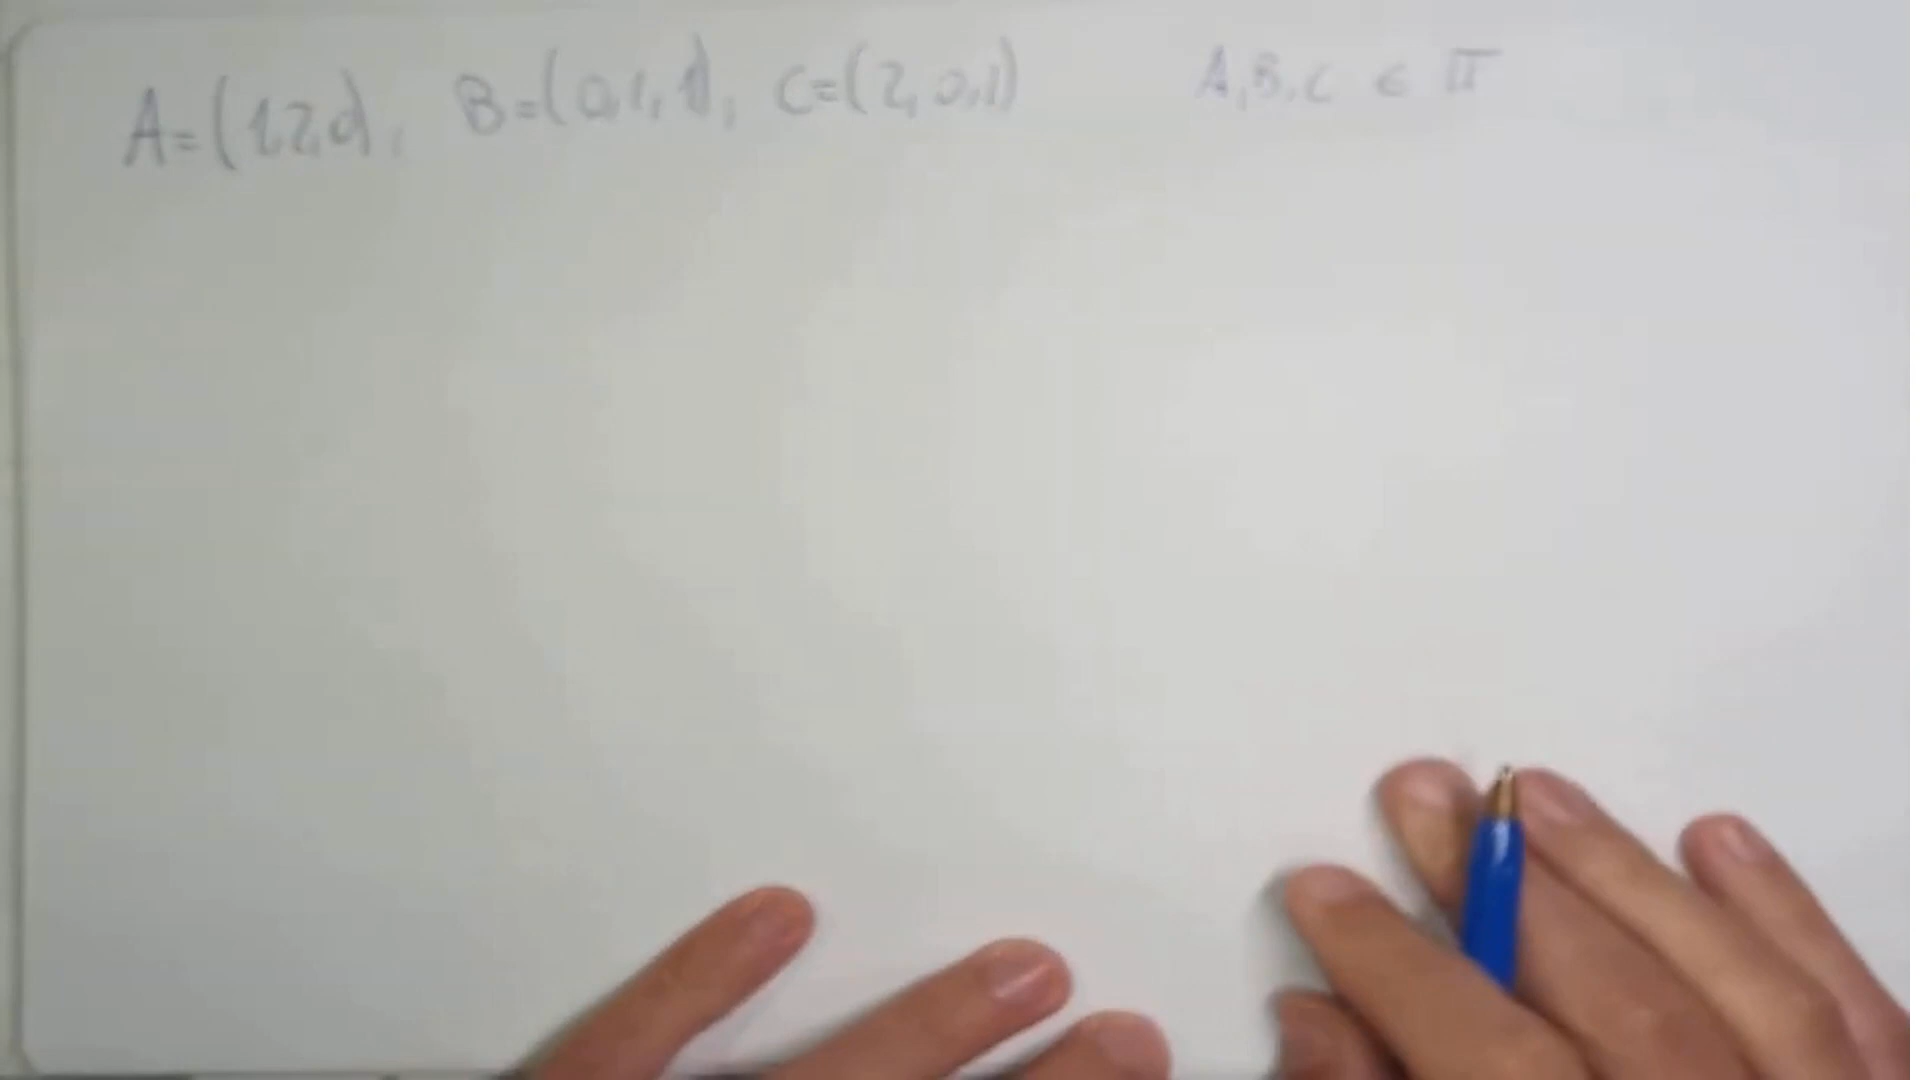 A=(1,2,0), B=(0,1,1), C=(2,0,1) A,B,C ∈ π